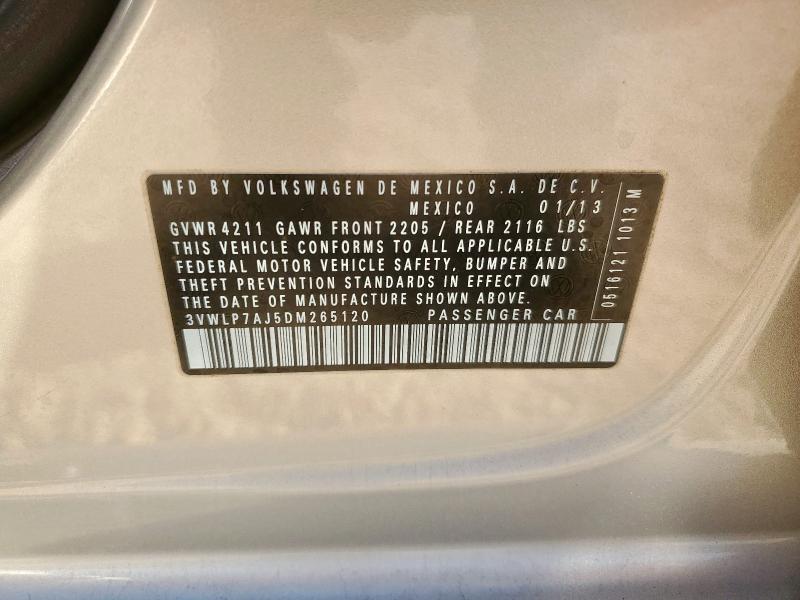 MFD BY VOLKSWAGEN DE MEXICO S.A. DE C.V.
MEXICO 01/13
GVWR 4211 GAWR FRONT 2205 / REAR 2116 LBS
THIS VEHICLE CONFORMS TO ALL APPLICABLE U.S.
FEDERAL MOTOR VEHICLE SAFETY, BUMPER AND
THEFT PREVENTION STANDARDS IN EFFECT ON
THE DATE OF MANUFACTURE SHOWN ABOVE.
3VWLP7AJ5DM265120 PASSENGER CAR
0516121 1013 M